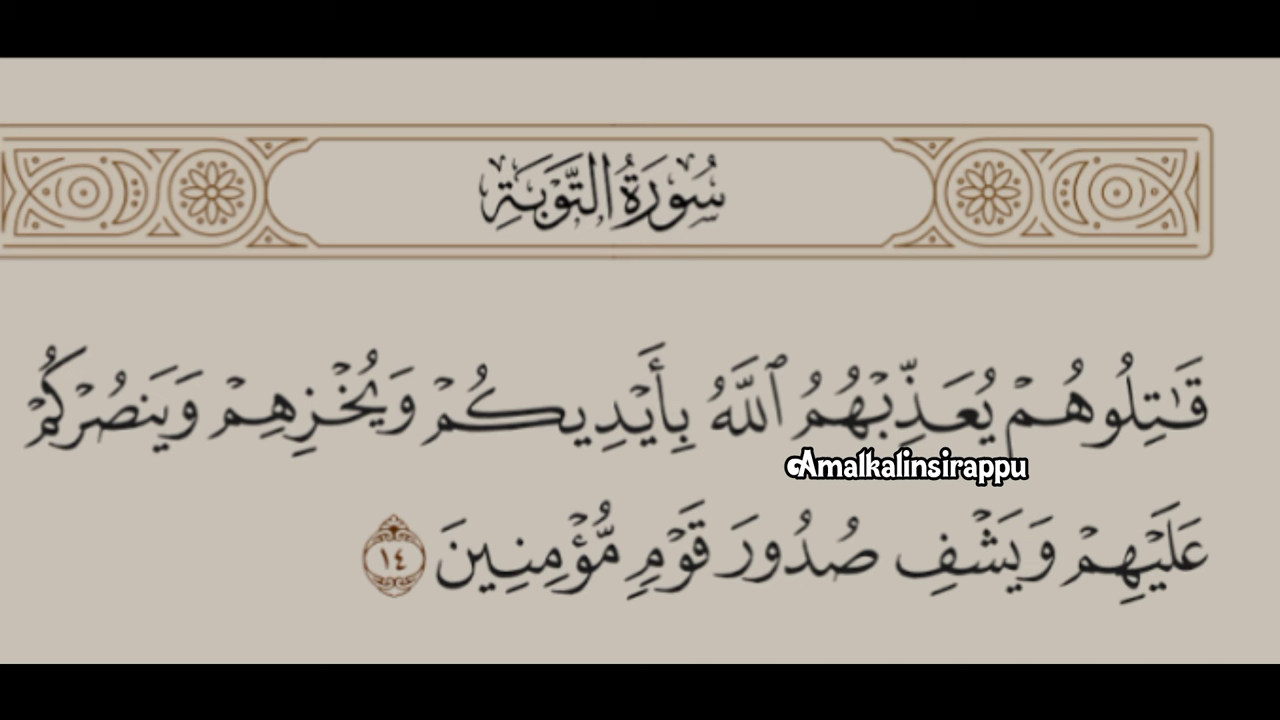 سُورَةُ التَّوۡبَةِ
قَٰتِلُوهُمۡ يُعَذِّبۡهُمُ ٱللَّهُ بِأَيۡدِيكُمۡ وَيُخۡزِهِمۡ وَيَنصُرۡكُمۡ
Amalkalinsirappu
عَلَيۡهِمۡ وَيَشۡفِ صُدُورَ قَوۡمٖ مُّؤۡمِنِينَ ١٤